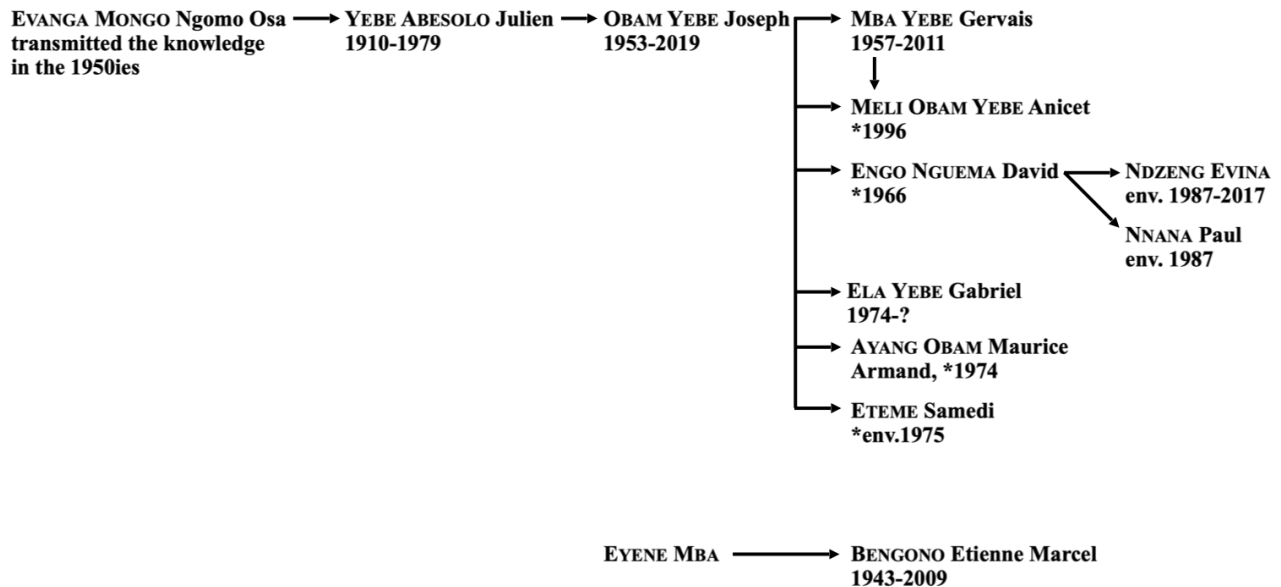 EVANGA MONGO Ngomo Osa
transmitted the knowledge
in the 1950ies
YEBE ABESOLO Julien
1910-1979
OBAM YEBE Joseph
1953-2019
MBA YEBE Gervais
1957-2011
MELI OBAM YEBE Anicet
*1996
ENGO NGUEMA David
*1966
NDZENG EVINA
env. 1987-2017
NNANA Paul
env. 1987
ELA YEBE Gabriel
1974-?
AYANG OBAM Maurice
Armand, *1974
ETEME Samedi
*env.1975
EYENE MBA
BENGONO Etienne Marcel
1943-2009